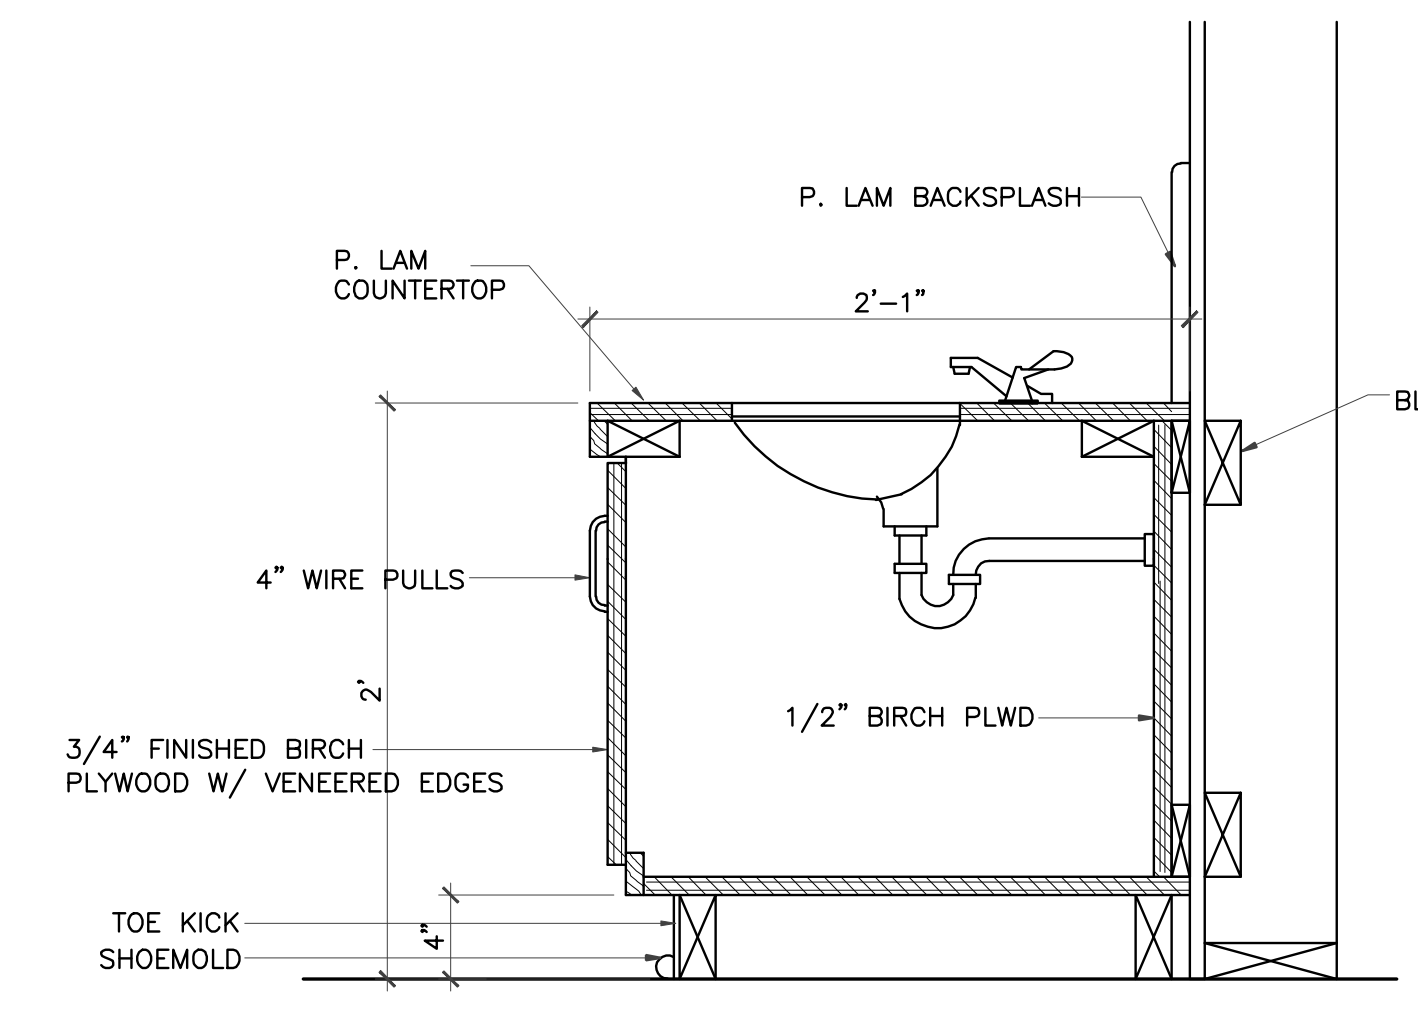 P. LAM BACKSPLASH
P. LAM
COUNTERTOP
2'-1"
4" WIRE PULLS
2'
1/2" BIRCH PLWD
3/4" FINISHED BIRCH
PLYWOOD W/ VENEERED EDGES
TOE KICK
4"
SHOEMOLD